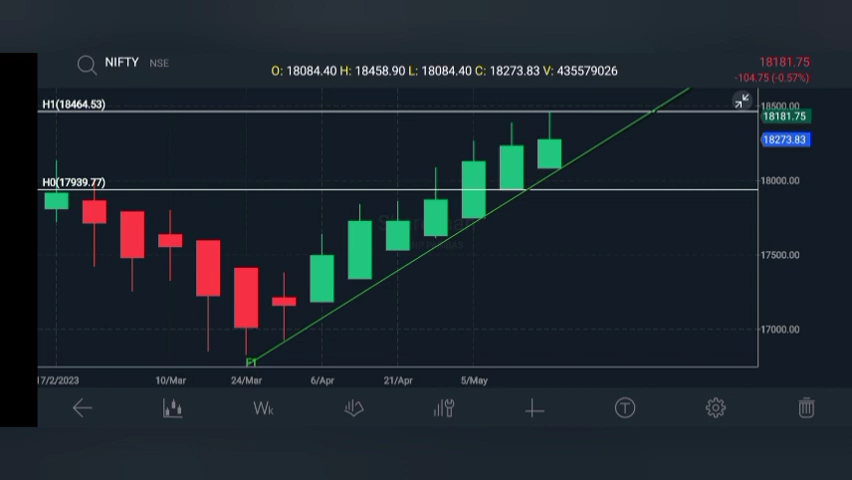 NIFTY NSE
O: 18084.40 H: 18458.90 L: 18084.40 C: 18273.83 V: 435579026
18181.75
-104.75 (-0.57%)
H1(18464.53)
18500.00
18181.75
18273.83
H0(17939.77)
18000.00
17500.00
17000.00
F1
17/2/2023 10/Mar 24/Mar 6/Apr 21/Apr 5/May
Wk
T